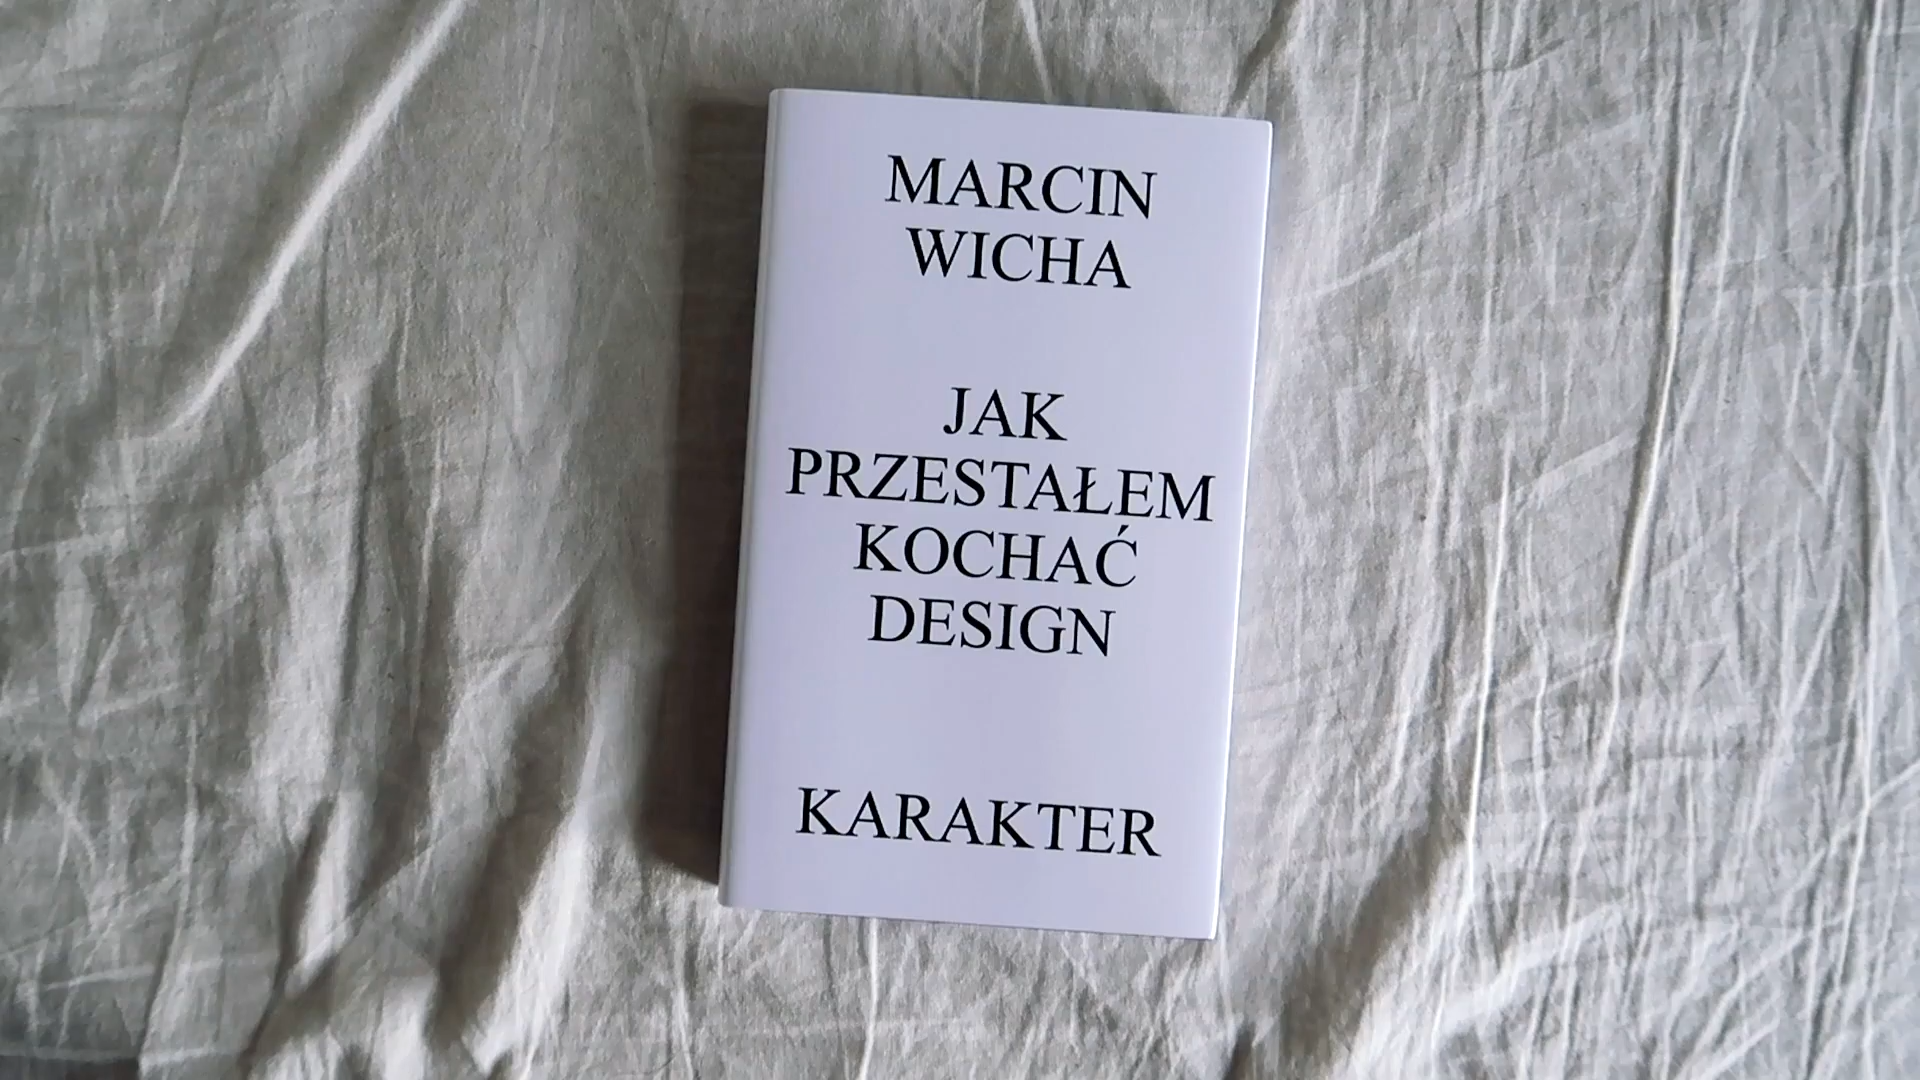 MARCIN
WICHA
JAK
PRZESTAŁEM
KOCHAĆ
DESIGN
KARAKTER